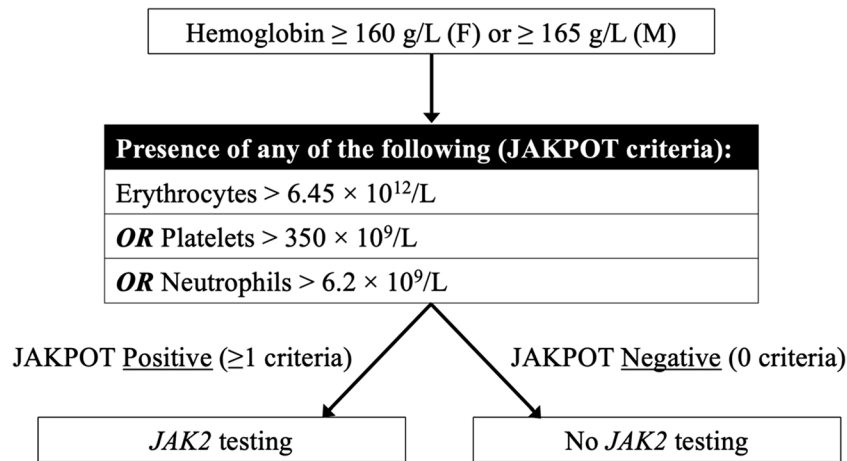 Hemoglobin ≥ 160 g/L (F) or ≥ 165 g/L (M)
Presence of any of the following (JAKPOT criteria):
Erythrocytes > 6.45 × 10¹²/L
OR Platelets > 350 × 10⁹/L
OR Neutrophils > 6.2 × 10⁹/L
JAKPOT Positive (≥1 criteria)
JAKPOT Negative (0 criteria)
JAK2 testing
No JAK2 testing